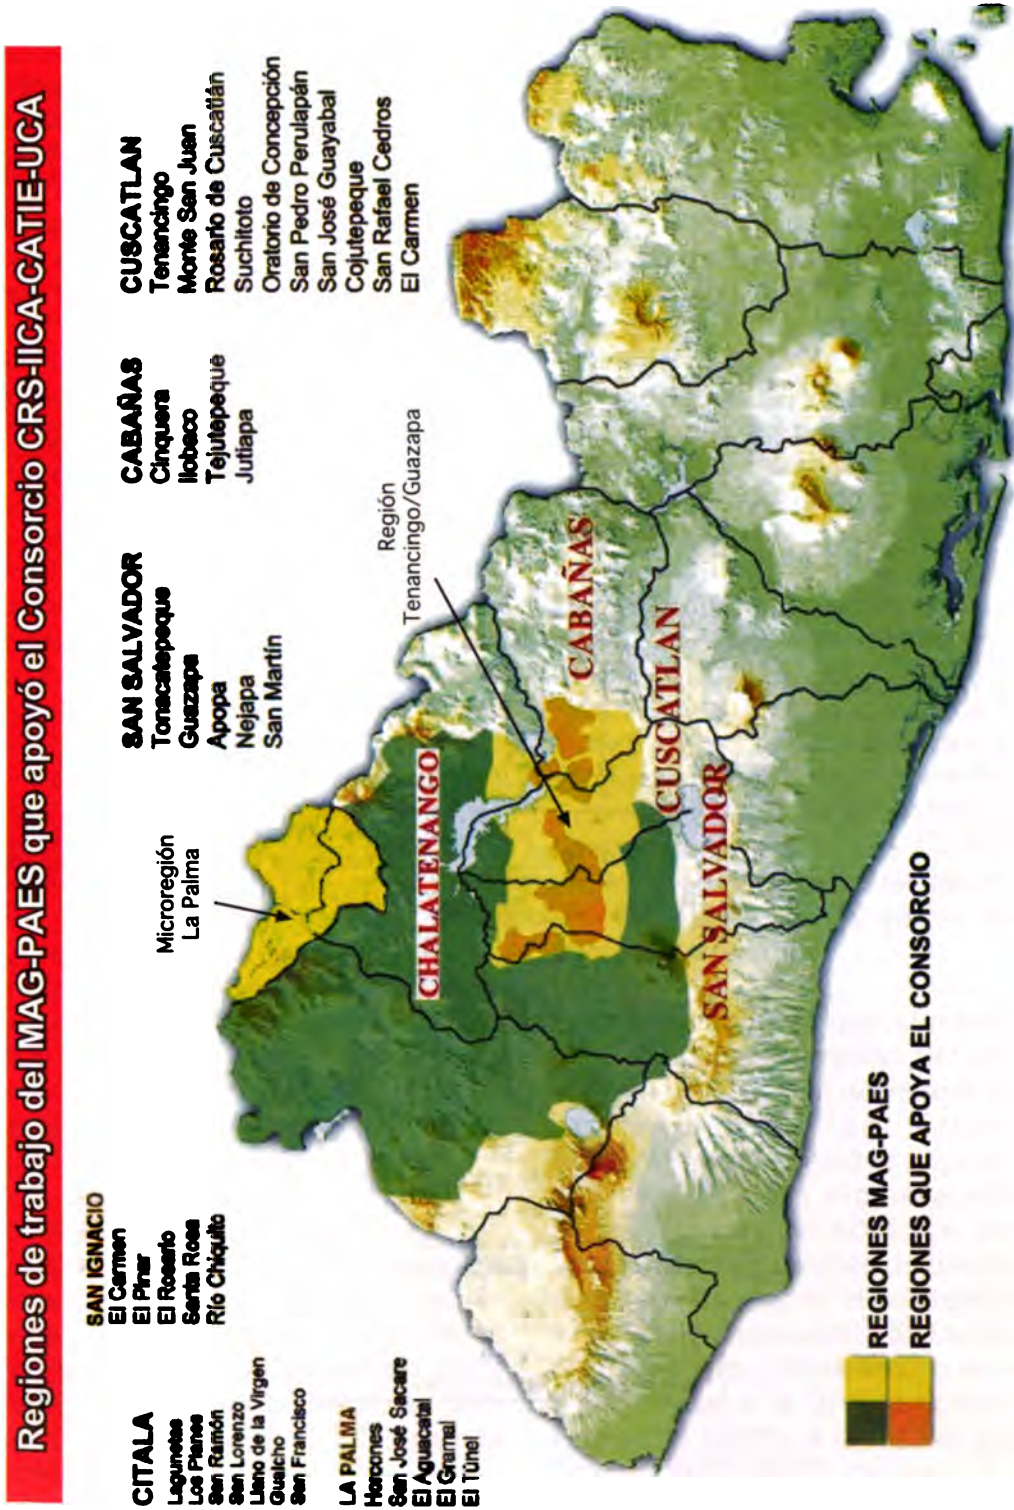 Regiones de trabajo del MAG-PAES que apoyó el Consorcio CRS-IICA-CATIE-UCA
CITALA
Lagunetas
Los Planes
San Ramón
San Lorenzo
Llano de la Virgen
Gualcho
San Francisco
LA PALMA
Horcones
San José Sacare
El Aguacatal
El Gramal
El Túnel
SAN IGNACIO
El Carmen
El Pinar
El Rosario
Santa Rosa
Río Chiquito
SAN SALVADOR
Tonacatepeque
Guazapa
Apopa
Nejapa
San Martín
CABAÑAS
Cinquera
Ilobaco
Tejutepeque
Jutiapa
CUSCATLAN
Tenancingo
Monte San Juan
Rosario de Cuscatlán
Suchitoto
Oratorio de Concepción
San Pedro Perulapán
San José Guayabal
Cojutepeque
San Rafael Cedros
El Carmen
Microregión
La Palma
Región
Tenancingo/Guazapa
CHALATENANGO
CABAÑAS
CUSCATLAN
SAN SALVADOR
REGIONES MAG-PAES
REGIONES QUE APOYA EL CONSORCIO